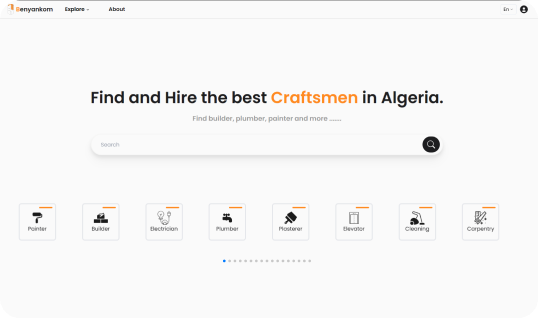 Benyankom
Explore
About
En
Find and Hire the best Craftsmen in Algeria.
Find builder, plumber, painter and more .......
Search
Painter
Builder
Electrician
Plumber
Plasterer
Elevator
Cleaning
Carpentry